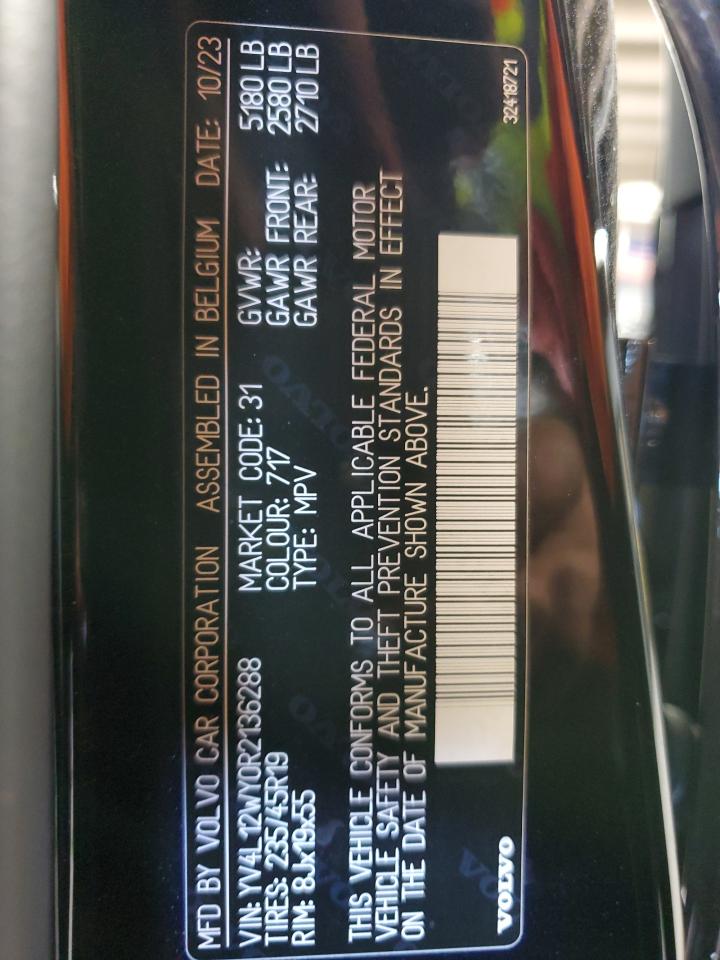 MFD BY VOLVO CAR CORPORATION ASSEMBLED IN BELGIUM DATE: 10/23
VIN: YV4L12WY0R2136288 MARKET CODE: 31 GVWR: 5180 LB
TIRES: 235/45R19 COLOUR: 717 GAWR FRONT: 2580 LB
RIM: 8Jx19x55 TYPE: MPV GAWR REAR: 2710 LB
THIS VEHICLE CONFORMS TO ALL APPLICABLE FEDERAL MOTOR
VEHICLE SAFETY AND THEFT PREVENTION STANDARDS IN EFFECT
ON THE DATE OF MANUFACTURE SHOWN ABOVE.
VOLVO 32418721